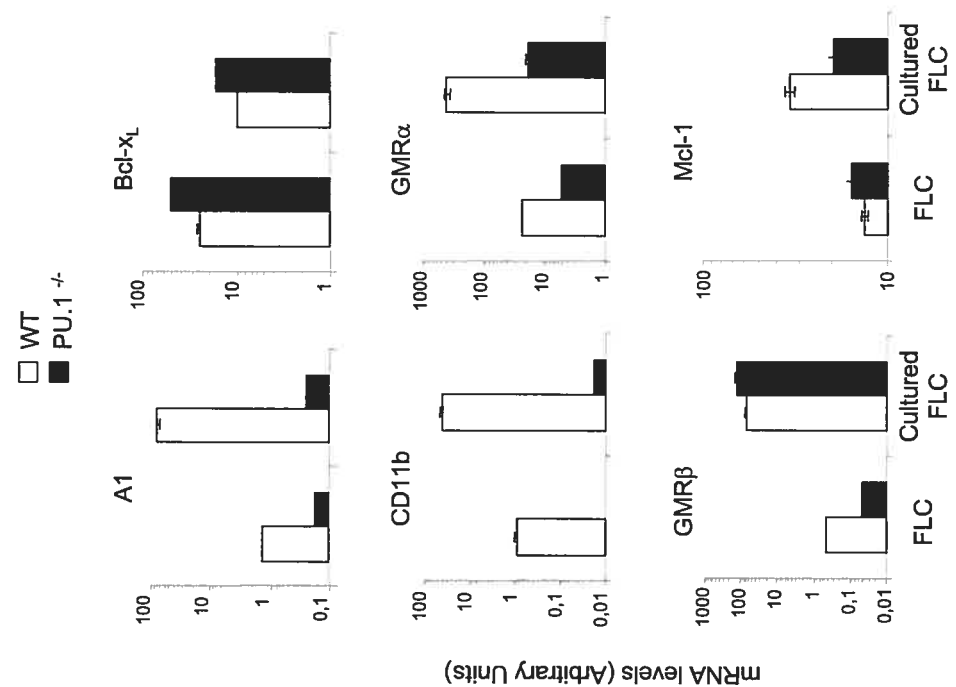 WT
PU.1 -/-
A1
100
10
1
0,1
Bcl-xL
100
10
1
CD11b
100
10
1
0,1
0,01
GMRα
1000
100
10
1
GMRβ
1000
100
10
1
0,1
0,01
FLC
Cultured
FLC
Mcl-1
100
10
FLC
Cultured
FLC
mRNA levels (Arbitrary Units)